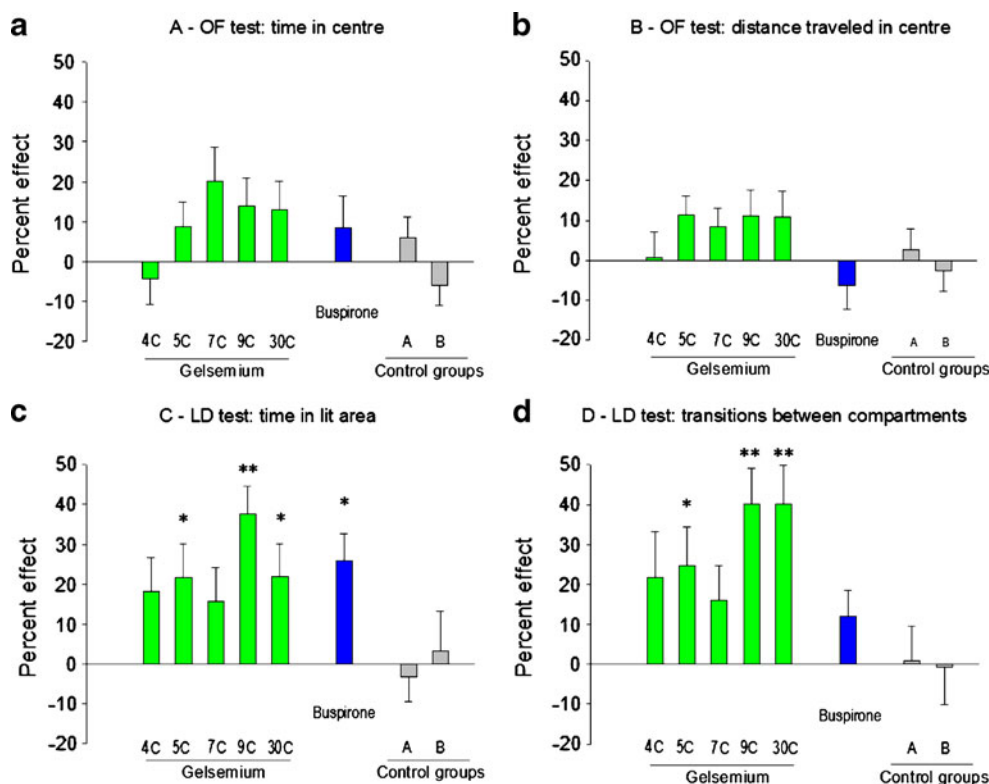 a
A - OF test: time in centre
50
40
30
20
10
0
-10
-20
Percent effect
Buspirone
4C 5C 7C 9C 30C A B
Gelsemium Control groups
b
B - OF test: distance traveled in centre
50
40
30
20
10
0
-10
-20
Percent effect
4C 5C 7C 9C 30C Buspirone A B
Gelsemium Control groups
c
C - LD test: time in lit area
50
40
30
20
10
0
-10
-20
Percent effect
* ** * *
Buspirone
4C 5C 7C 9C 30C A B
Gelsemium Control groups
d
D - LD test: transitions between compartments
50
40
30
20
10
0
-10
-20
Percent effect
* ** **
Buspirone
4C 5C 7C 9C 30C A B
Gelsemium Control groups